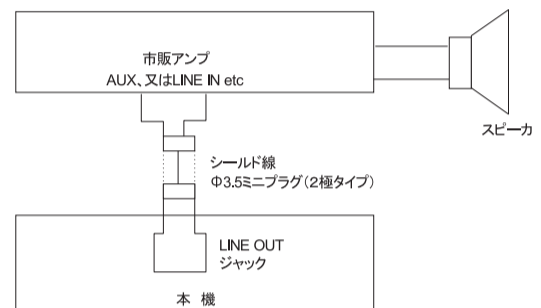 市販アンプ
AUX、又はLINE IN etc
スピーカ
シールド線
Φ3.5ミニプラグ（2極タイプ）
LINE OUT
ジャック
本 機